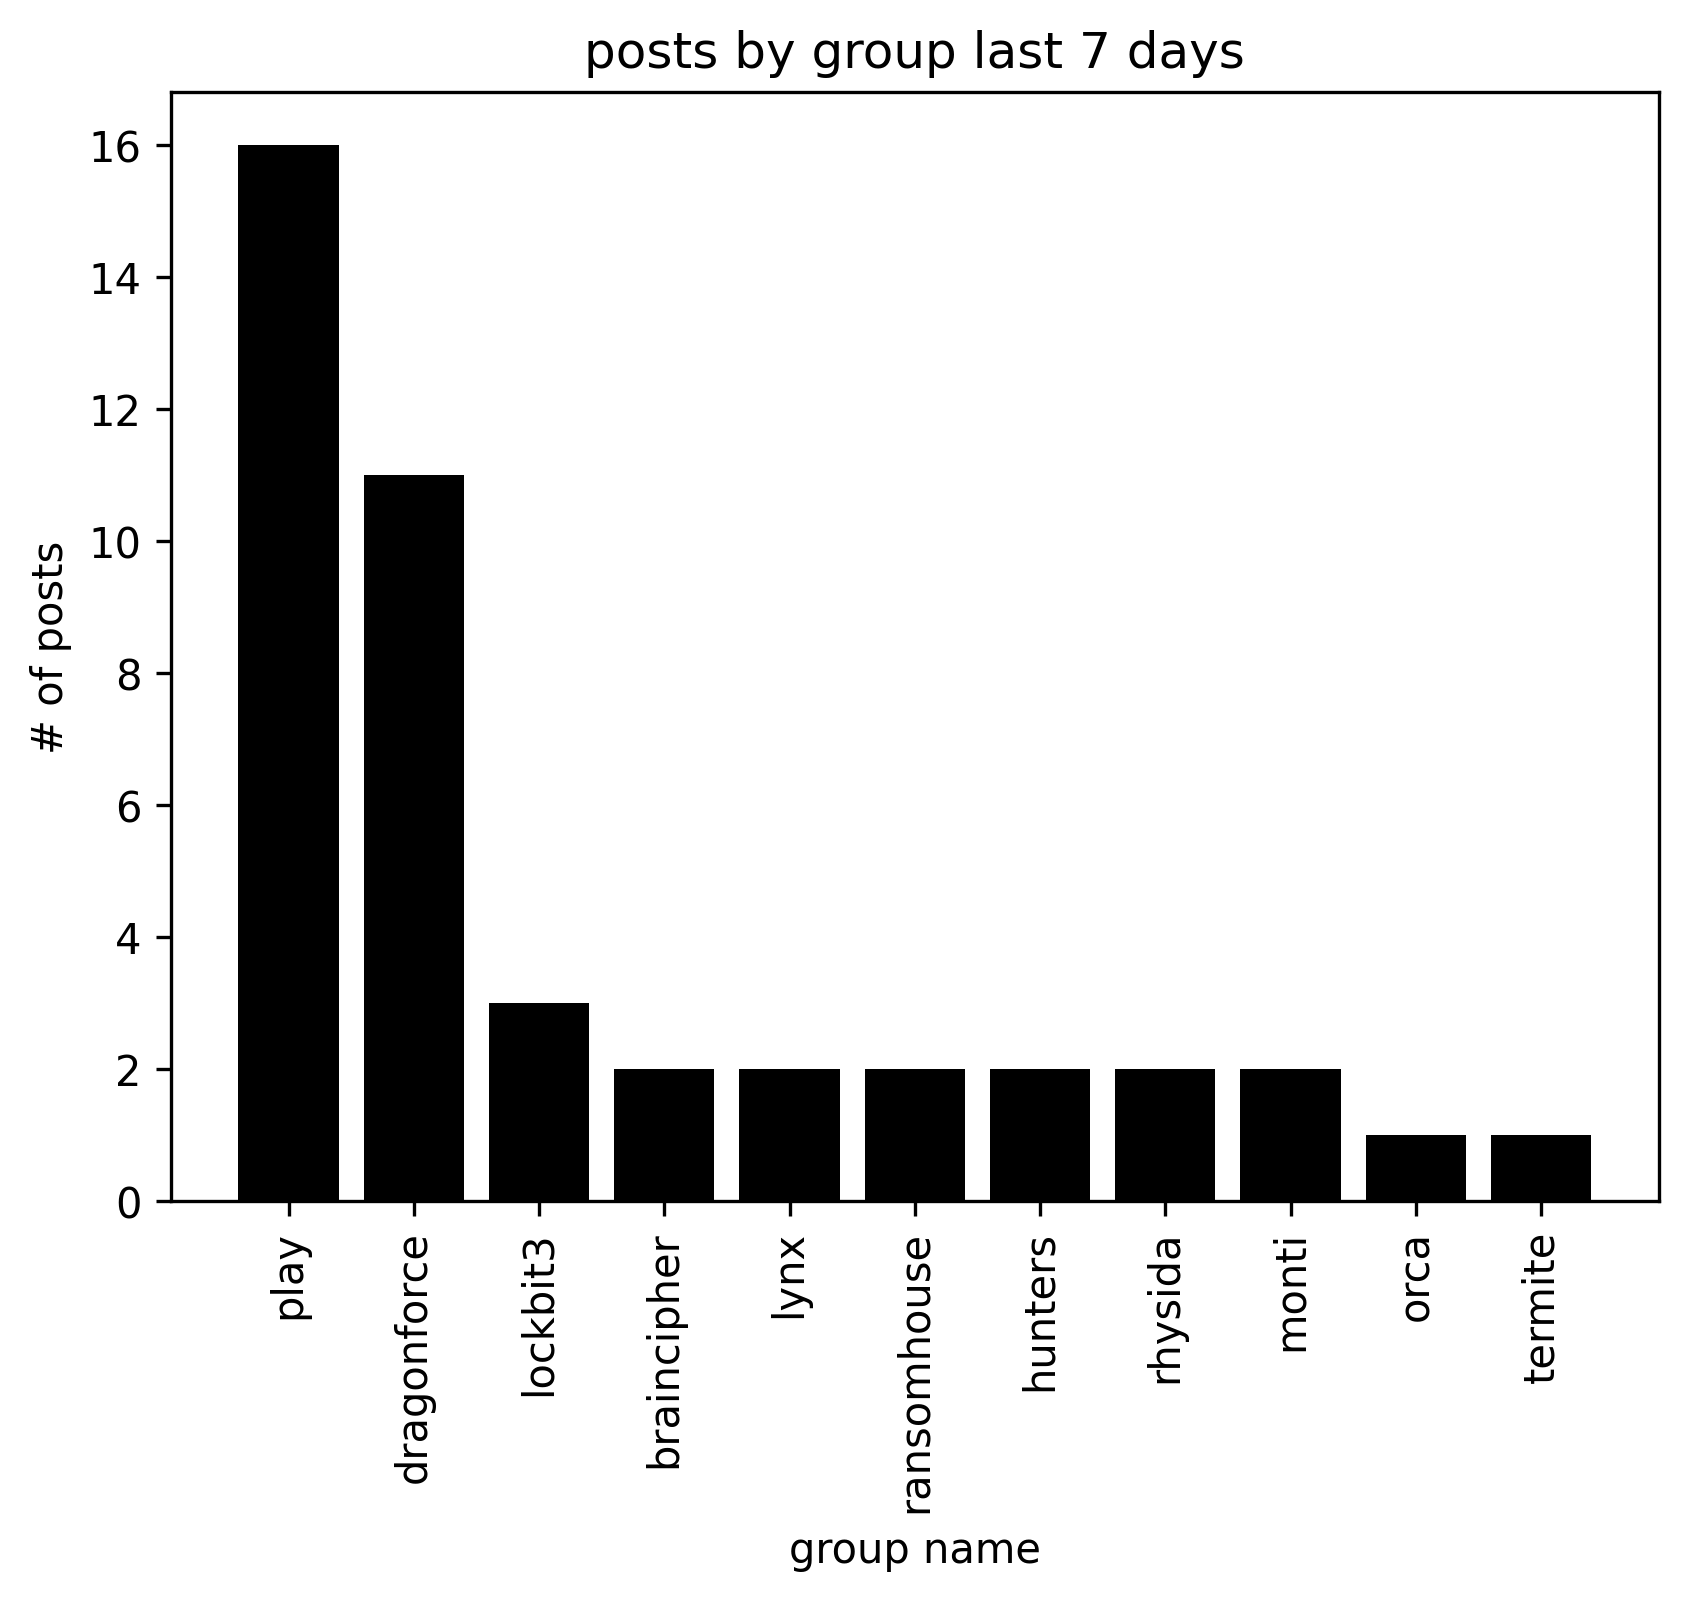 posts by group last 7 days
16
14
12
10
8
6
4
2
0
# of posts
play
dragonforce
lockbit3
braincipher
lynx
ransomhouse
hunters
rhysida
monti
orca
termite
group name